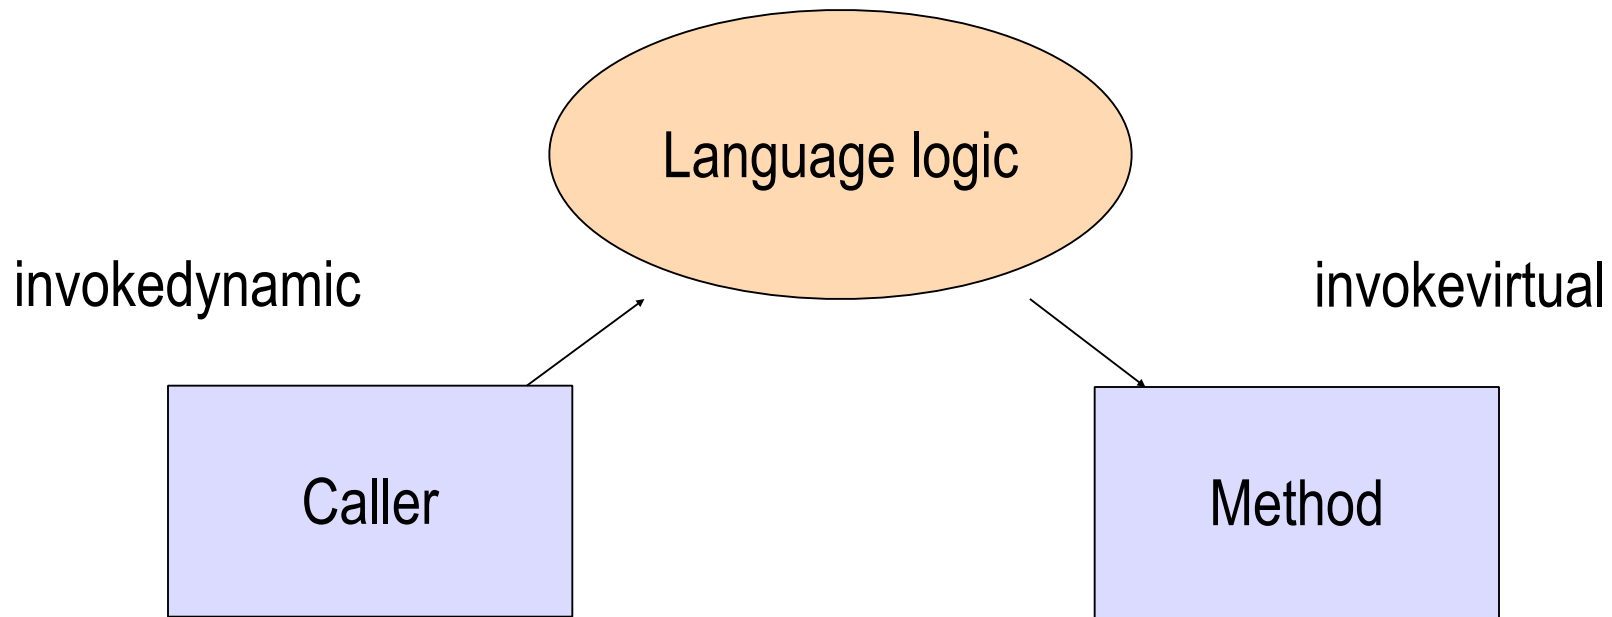 Language logic
invokedynamic
invokevirtual
Caller
Method